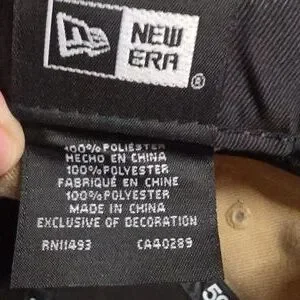 NEW
ERA
®
100% POLIESTER
HECHO EN CHINA
100% POLYESTER
FABRIQUÉ EN CHINE
100% POLYESTER
MADE IN CHINA
EXCLUSIVE OF DECORATION
RN11493 CA40289